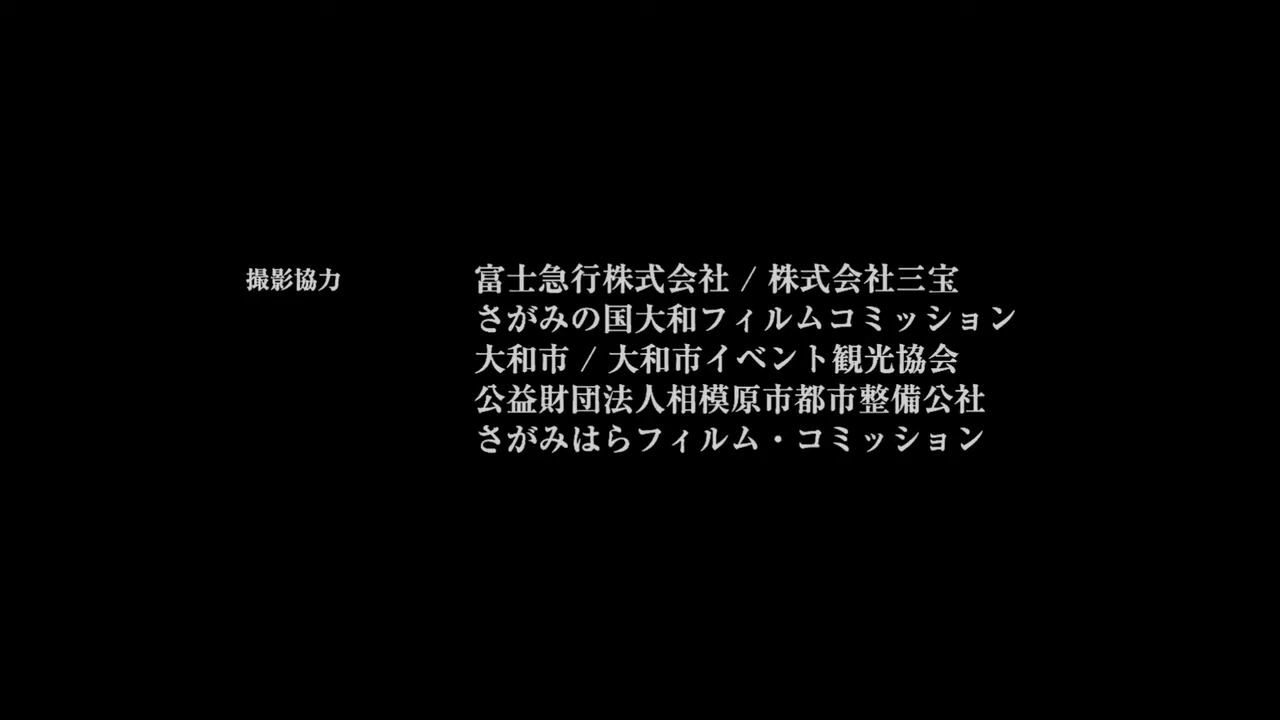 撮影協力 富士急行株式会社 / 株式会社三宝
さがみの国大和フィルムコミッション
大和市 / 大和市イベント観光協会
公益財団法人相模原市都市整備公社
さがみはらフィルム・コミッション